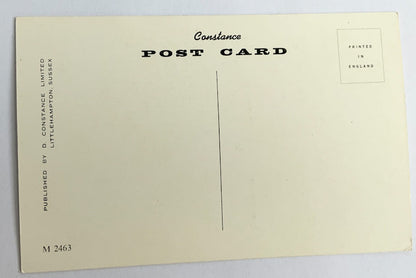 Constance
POST CARD
PRINTED
IN
ENGLAND
PUBLISHED BY D. CONSTANCE LIMITED
LITTLEHAMPTON, SUSSEX
M 2463